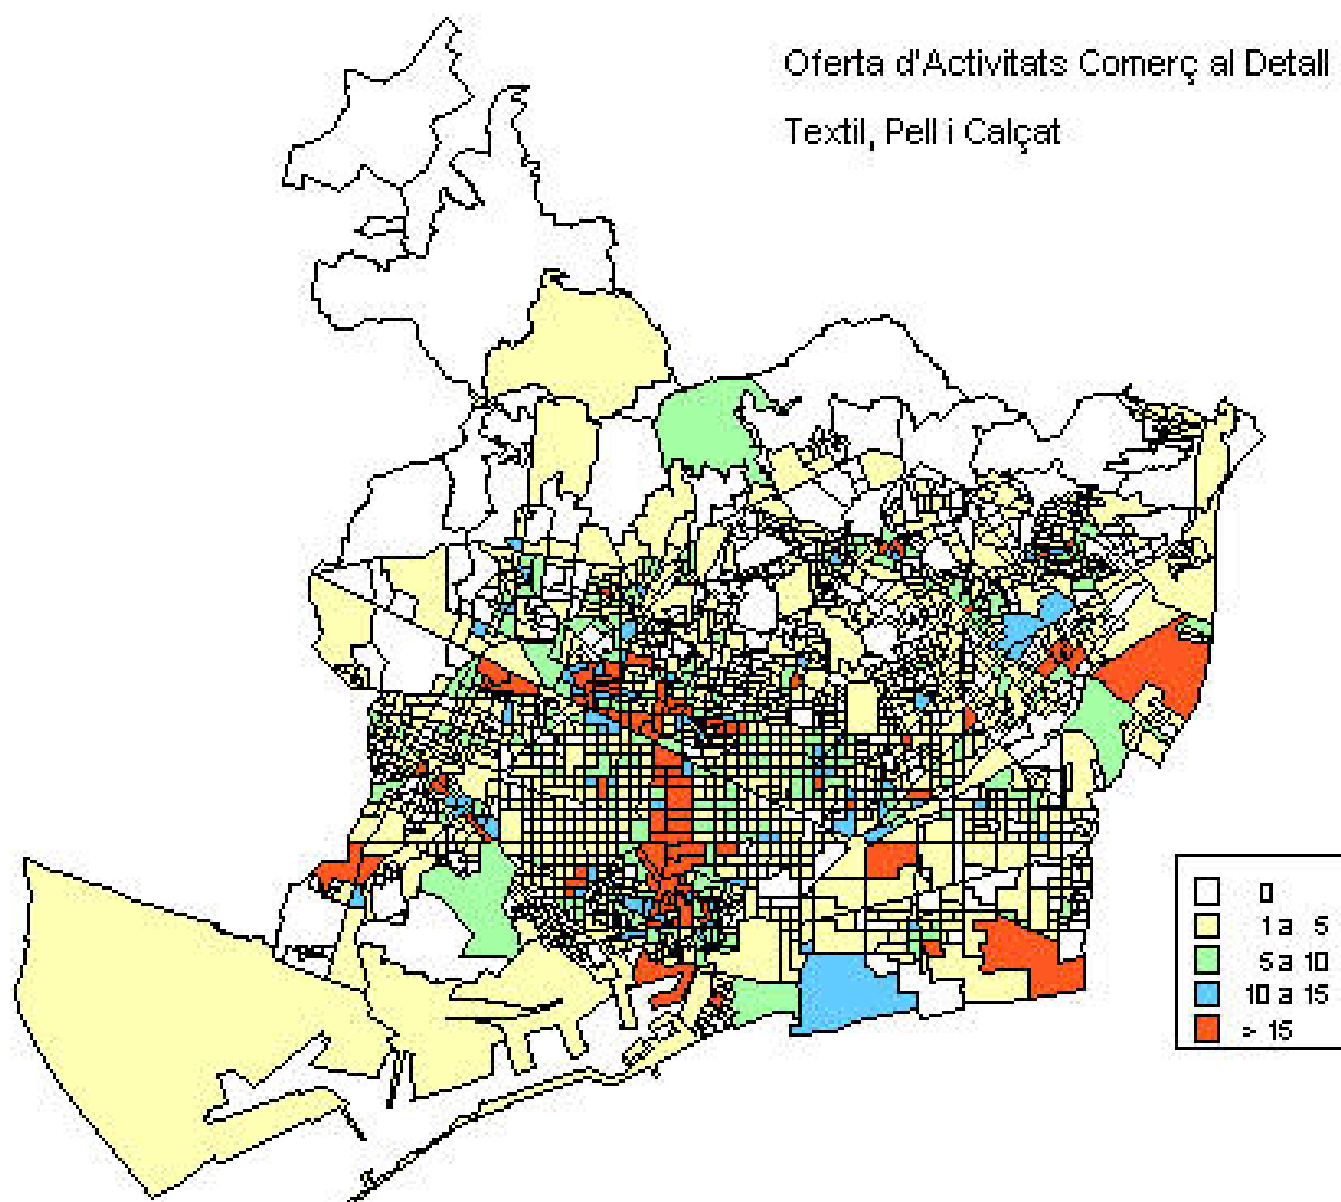 Oferta d'Activitats Comerç al Detall
Textil, Pell i Calçat
0
1 a 5
5 a 10
10 a 15
> 15